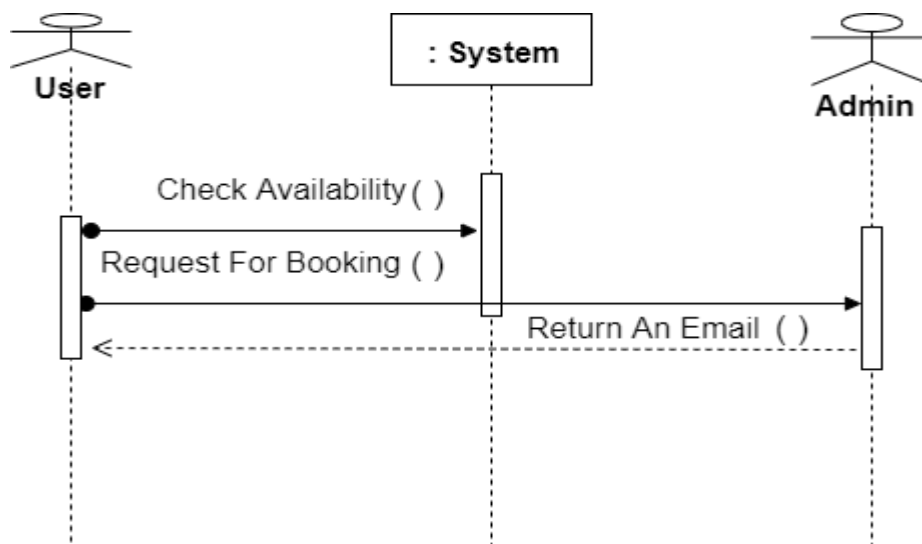 : System
User
Admin
Check Availability ( )
Request For Booking ( )
Return An Email ( )